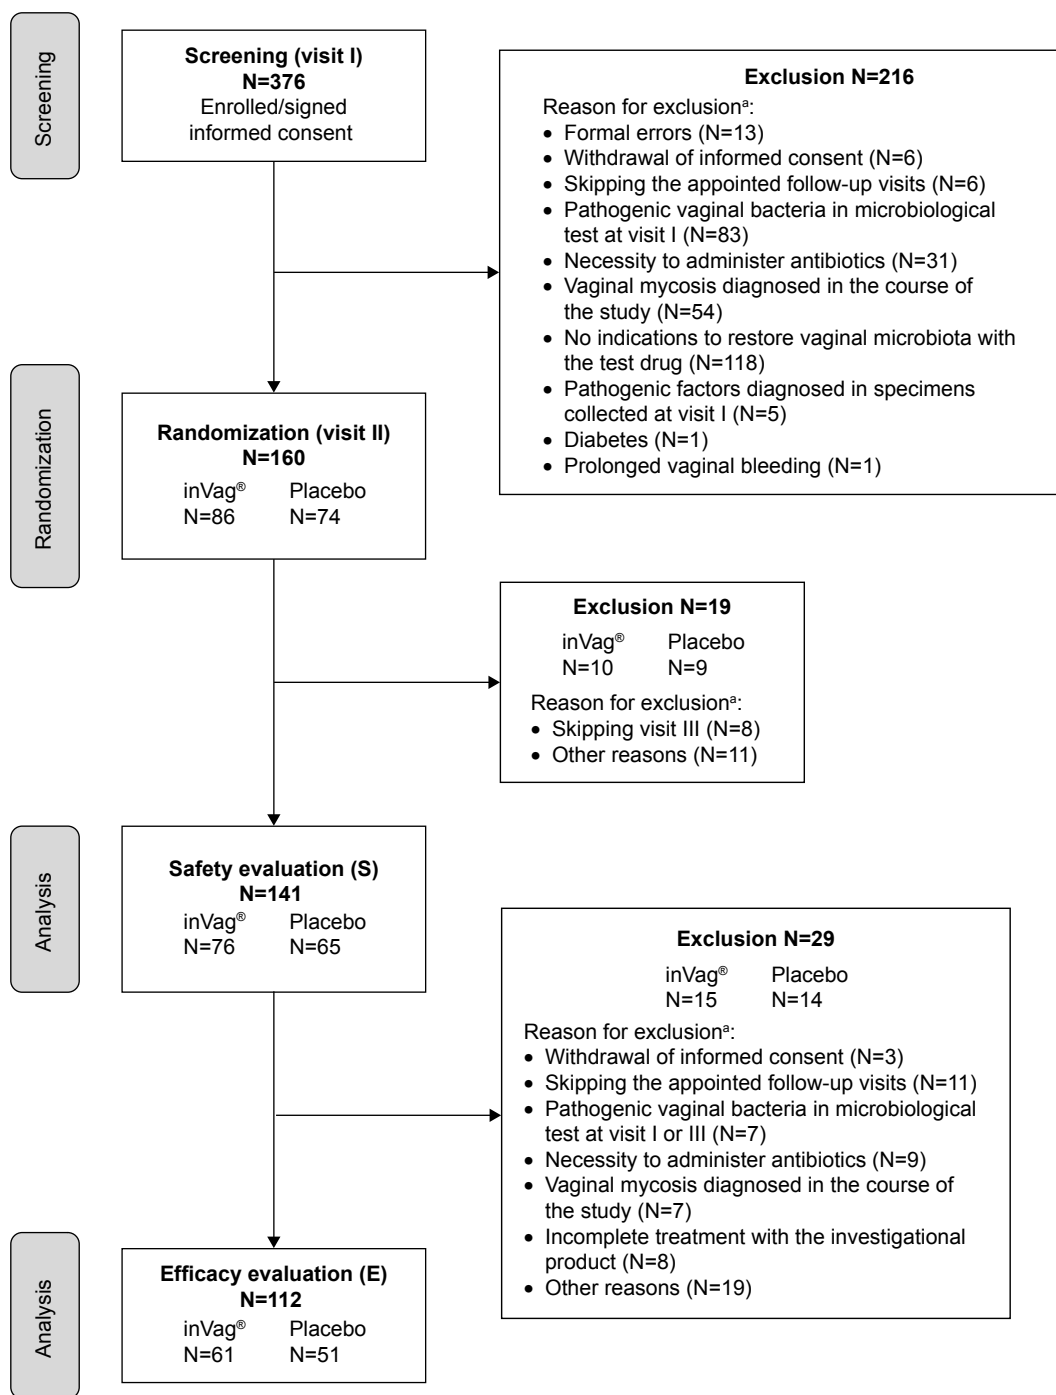 Screening
Screening (visit I)
N=376
Enrolled/signed
informed consent
Exclusion N=216
Reason for exclusionᵃ:
• Formal errors (N=13)
• Withdrawal of informed consent (N=6)
• Skipping the appointed follow-up visits (N=6)
• Pathogenic vaginal bacteria in microbiological
test at visit I (N=83)
• Necessity to administer antibiotics (N=31)
• Vaginal mycosis diagnosed in the course of
the study (N=54)
• No indications to restore vaginal microbiota with
the test drug (N=118)
• Pathogenic factors diagnosed in specimens
collected at visit I (N=5)
• Diabetes (N=1)
• Prolonged vaginal bleeding (N=1)
Randomization
Randomization (visit II)
N=160
inVag® Placebo
N=86 N=74
Exclusion N=19
inVag® Placebo
N=10 N=9
Reason for exclusionᵃ:
• Skipping visit III (N=8)
• Other reasons (N=11)
Analysis
Safety evaluation (S)
N=141
inVag® Placebo
N=76 N=65
Exclusion N=29
inVag® Placebo
N=15 N=14
Reason for exclusionᵃ:
• Withdrawal of informed consent (N=3)
• Skipping the appointed follow-up visits (N=11)
• Pathogenic vaginal bacteria in microbiological
test at visit I or III (N=7)
• Necessity to administer antibiotics (N=9)
• Vaginal mycosis diagnosed in the course of
the study (N=7)
• Incomplete treatment with the investigational
product (N=8)
• Other reasons (N=19)
Analysis
Efficacy evaluation (E)
N=112
inVag® Placebo
N=61 N=51